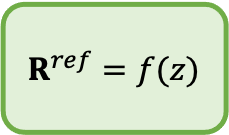 R^ref = f(z)